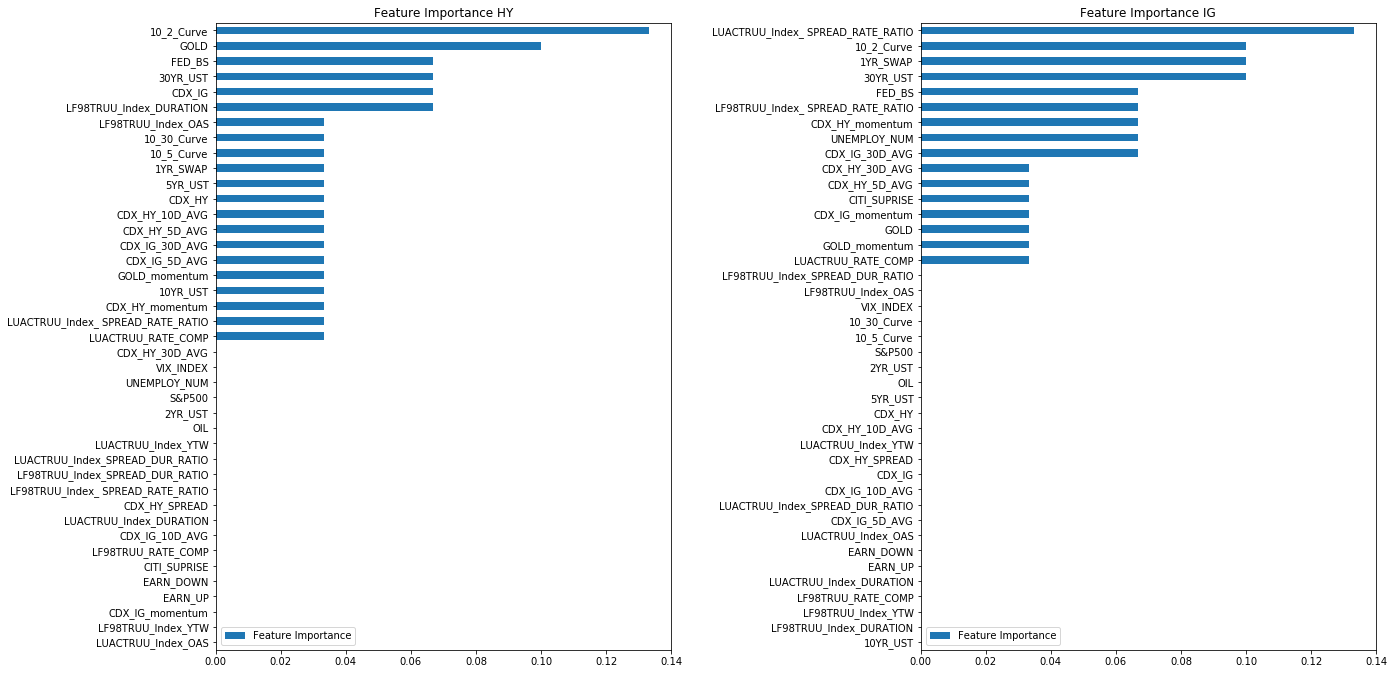 Feature Importance HY
10_2_Curve
GOLD
FED_BS
30YR_UST
CDX_IG
LF98TRUU_Index_DURATION
LF98TRUU_Index_OAS
10_30_Curve
10_5_Curve
1YR_SWAP
5YR_UST
CDX_HY
CDX_HY_10D_AVG
CDX_HY_5D_AVG
CDX_IG_30D_AVG
CDX_IG_5D_AVG
GOLD_momentum
10YR_UST
CDX_HY_momentum
LUACTRUU_Index_ SPREAD_RATE_RATIO
LUACTRUU_RATE_COMP
CDX_HY_30D_AVG
VIX_INDEX
UNEMPLOY_NUM
S&P500
2YR_UST
OIL
LUACTRUU_Index_YTW
LUACTRUU_Index_SPREAD_DUR_RATIO
LF98TRUU_Index_SPREAD_DUR_RATIO
LF98TRUU_Index_ SPREAD_RATE_RATIO
CDX_HY_SPREAD
LUACTRUU_Index_DURATION
CDX_IG_10D_AVG
LF98TRUU_RATE_COMP
CITI_SUPRISE
EARN_DOWN
EARN_UP
CDX_IG_momentum
LF98TRUU_Index_YTW
LUACTRUU_Index_OAS
Feature Importance
0.00 0.02 0.04 0.06 0.08 0.10 0.12 0.14
Feature Importance IG
LUACTRUU_Index_ SPREAD_RATE_RATIO
10_2_Curve
1YR_SWAP
30YR_UST
FED_BS
LF98TRUU_Index_ SPREAD_RATE_RATIO
CDX_HY_momentum
UNEMPLOY_NUM
CDX_IG_30D_AVG
CDX_HY_30D_AVG
CDX_HY_5D_AVG
CITI_SUPRISE
CDX_IG_momentum
GOLD
GOLD_momentum
LUACTRUU_RATE_COMP
LF98TRUU_Index_SPREAD_DUR_RATIO
LF98TRUU_Index_OAS
VIX_INDEX
10_30_Curve
10_5_Curve
S&P500
2YR_UST
OIL
5YR_UST
CDX_HY
CDX_HY_10D_AVG
LUACTRUU_Index_YTW
CDX_HY_SPREAD
CDX_IG
CDX_IG_10D_AVG
LUACTRUU_Index_SPREAD_DUR_RATIO
CDX_IG_5D_AVG
LUACTRUU_Index_OAS
EARN_DOWN
EARN_UP
LUACTRUU_Index_DURATION
LF98TRUU_RATE_COMP
LF98TRUU_Index_YTW
LF98TRUU_Index_DURATION
10YR_UST
Feature Importance
0.00 0.02 0.04 0.06 0.08 0.10 0.12 0.14